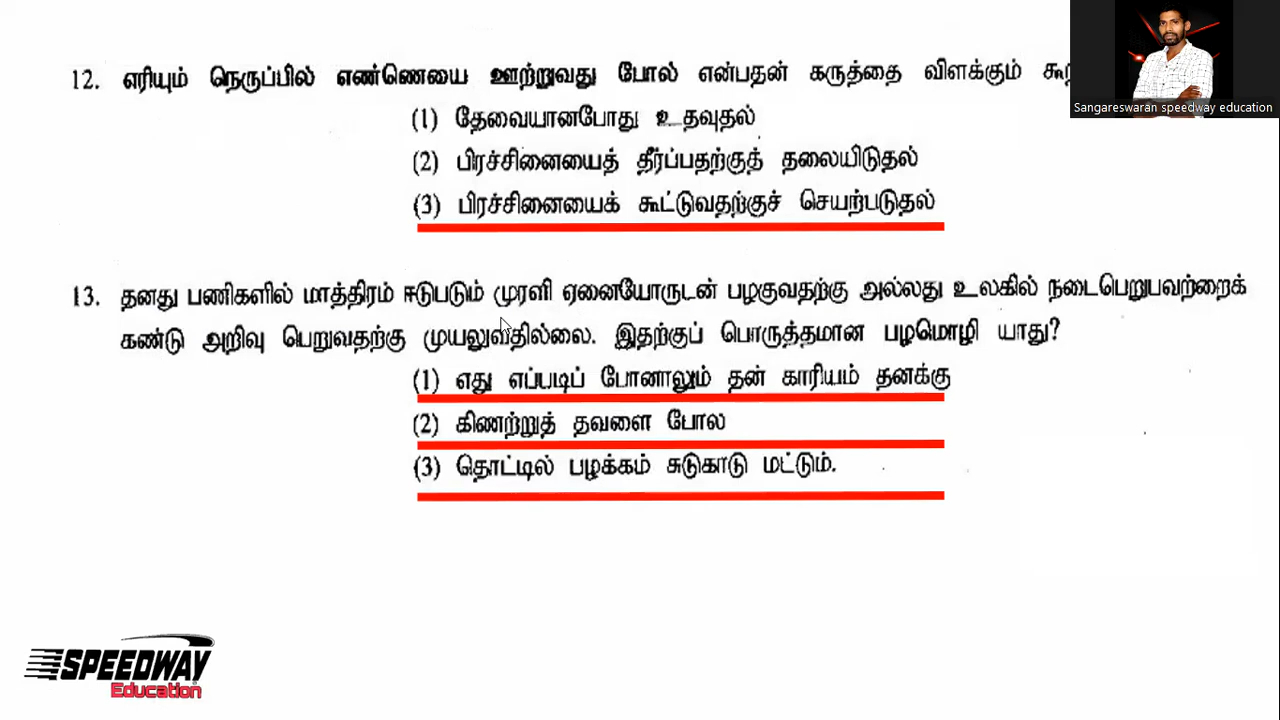 12. எரியும் நெருப்பில் எண்ணெயை ஊற்றுவது போல் என்பதன் கருத்தை விளக்கும்
Sangareswaran speedway education
(1) தேவையானபோது உதவுதல்
(2) பிரச்சினையைத் தீர்ப்பதற்குத் தலையிடுதல்
(3) பிரச்சினையைக் கூட்டுவதற்குச் செயற்படுதல்
13. தனது பணிகளில் மாத்திரம் ஈடுபடும் முரளி ஏனையோருடன் பழகுவதற்கு அல்லது உலகில் நடைபெறுபவற்றைக்
கண்டு அறிவு பெறுவதற்கு முயலுவதில்லை. இதற்குப் பொருத்தமான பழமொழி யாது?
(1) எது எப்படிப் போனாலும் தன் காரியம் தனக்கு
(2) கிணற்றுத் தவளை போல
(3) தொட்டில் பழக்கம் சுடுகாடு மட்டும்.
SPEEDWAY
Education